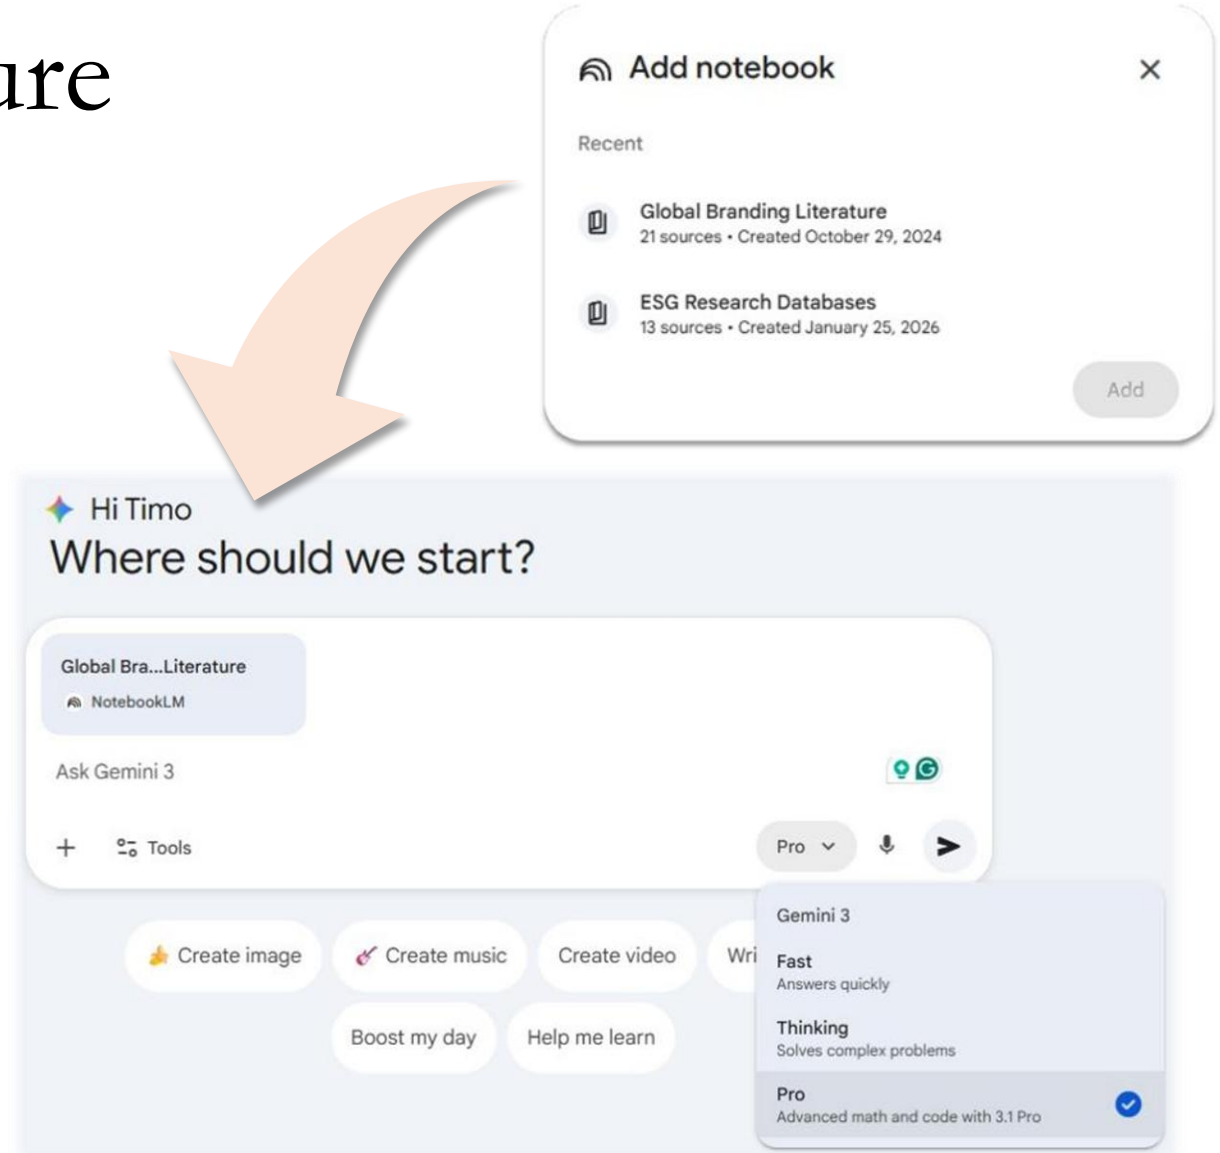 ure
Add notebook
Recent
Global Branding Literature
21 sources • Created October 29, 2024
ESG Research Databases
13 sources • Created January 25, 2026
Add
Hi Timo
Where should we start?
Global Bra...Literature
NotebookLM
Ask Gemini 3
Tools
Pro
Gemini 3
Fast
Answers quickly
Thinking
Solves complex problems
Pro
Advanced math and code with 3.1 Pro
Create image
Create music
Create video
Wri
Boost my day
Help me learn